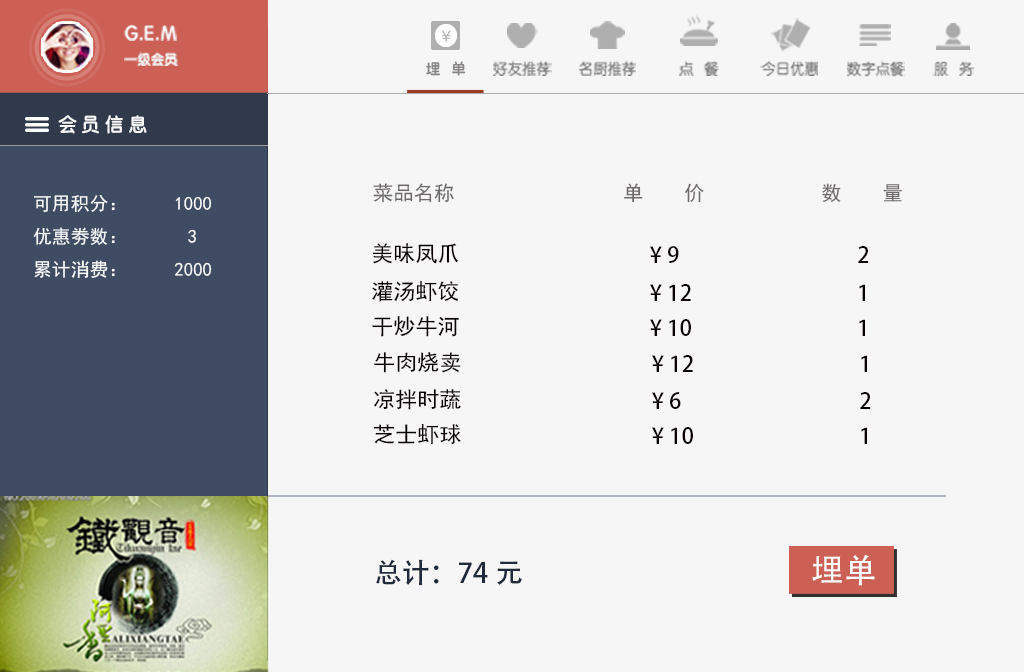 G.E.M
一级会员
埋 单 好友推荐 名厨推荐 点 餐 今日优惠 数字点餐 服 务
会员信息
可用积分： 1000
优惠劵数： 3
累计消费： 2000
菜品名称 单 价 数 量
美味凤爪 ¥ 9 2
灌汤虾饺 ¥ 12 1
干炒牛河 ¥ 10 1
牛肉烧卖 ¥ 12 1
凉拌时蔬 ¥ 6 2
芝士虾球 ¥ 10 1
总计：74 元
埋单
鐵觀音
ALIXIANGTAE